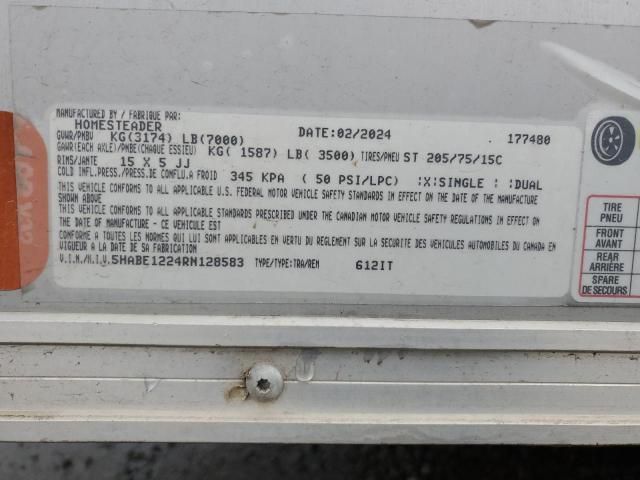 MANUFACTURED BY / FABRIQUE PAR:
HOMESTEADER DATE:02/2024 177480
GVWR/PNBV KG(3174) LB(7000)
GAWR(EACH AXLE)/PNBE(CHAQUE ESSIEU) KG( 1587) LB( 3500) TIRES/PNEU ST 205/75/15C
RIMS/JANTE 15 X 5 JJ
COLD INFL.PRESS./PRESS.DE CONFL.A FROID 345 KPA ( 50 PSI/LPC) :X:SINGLE : :DUAL
THIS VEHICLE CONFORMS TO ALL APPLICABLE U.S. FEDERAL MOTOR VEHICLE SAFETY STANDARDS IN EFFECT ON THE DATE OF THE MANUFACTURE
SHOWN ABOVE
THIS VEHICLE CONFORMS TO ALL APPLICABLE STANDARDS PRESCRIBED UNDER THE CANADIAN MOTOR VEHICLE SAFETY REGULATIONS IN EFFECT ON
THE DATE OF MANUFACTURE - CE VEHICULE EST
CONFORME A TOUTES LES NORMES QUI LUI SONT APPLICABLES EN VERTU DU REGLEMENT SUR LA SECURITE DES VEHICULES AUTOMOBILES DU CANADA EN
VIGUEUR A LA DATE DE SA FABRICATION
V.I.N./N.I.V.5HABE1224RN128583 TYPE/TYPE:TRA/REM 612IT
TIRE
PNEU
FRONT
AVANT
REAR
ARRIÈRE
SPARE
DE SECOURS